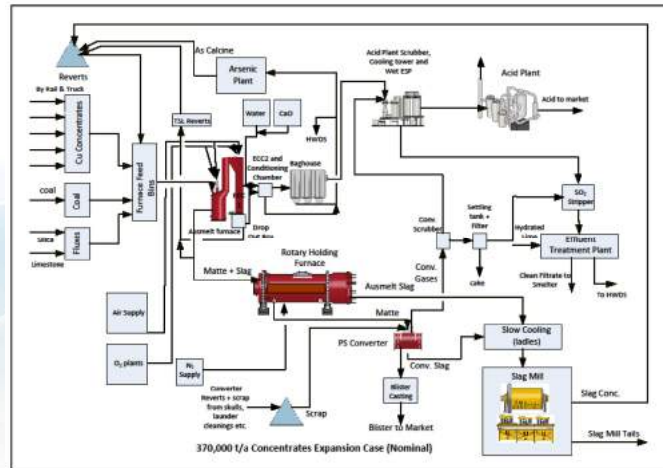 As Calcine
Arsenic
Plant
Acid Plant Scrubber,
Cooling tower and
Wet ESP
Acid Plant
Acid to market
Reverts
By Rail & Truck
Cu Concentrates
TSL Reverts
Water
CaO
HWDS
ECC2 and
Conditioning
Chamber
Baghouse
Furnace Feed
Bins
coal
Coal
Silica
Fluxes
Limestone
Ausmelt furnace
Drop
Out Box
Conv.
Scrubber
Settling
tank +
Filter
SO₂
Stripper
Hydrated
Lime
Effluent
Treatment Plant
Clean Filtrate to
Smelter
To HWDS
cake
Conv.
Gases
Rotary Holding
Furnace
Matte + Slag
Ausmelt Slag
Matte
Air Supply
O₂ plants
N₂
Supply
PS Converter
Conv. Slag
Slow Cooling
(ladles)
Slag Mill
Slag Conc.
Slag Mill Tails
Blister
Casting
Blister to Market
Converter
Reverts + scrap
from skulls,
launder
cleanings etc.
Scrap
370,000 t/a Concentrates Expansion Case (Nominal)